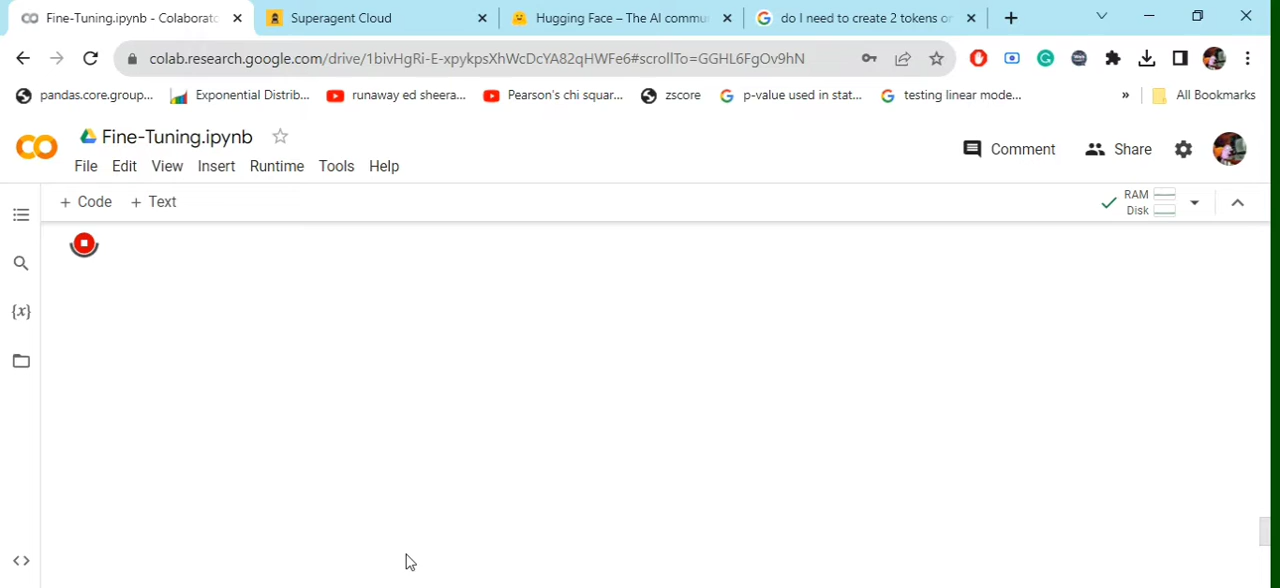 Fine-Tuning.ipynb - Colaborato
Superagent Cloud
Hugging Face – The AI commu
do I need to create 2 tokens or
colab.research.google.com/drive/1bivHgRi-E-xpykpsXhWcDcYA82qHWFe6#scrollTo=GGHL6FgOv9hN
pandas.core.group...
Exponential Distrib...
runaway ed sheera...
Pearson's chi squar...
zscore
p-value used in stat...
testing linear mode...
»
All Bookmarks
CO
Fine-Tuning.ipynb
Comment
Share
File Edit View Insert Runtime Tools Help
+ Code + Text
RAM
Disk
{x}
<>